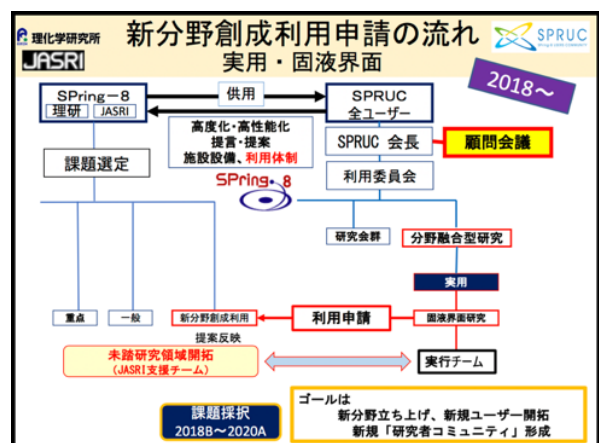 理化学研究所
JASRI
新分野創成利用申請の流れ
実用・固液界面
SPRUC
2018～
SPring－8
理研 JASRI
供用
SPRUC
全ユーザー
高度化・高性能化
提言・提案
施設設備、利用体制
SPRUC 会長
顧問会議
課題選定
利用委員会
SPring-8
研究会群
分野融合型研究
実用
重点
一般
新分野創成利用
利用申請
固液界面研究
提案反映
未踏研究領域開拓
(JASRI支援チーム)
実行チーム
課題採択
2018B～2020A
ゴールは
新分野立ち上げ、新規ユーザー開拓
新規「研究者コミュニティ」形成